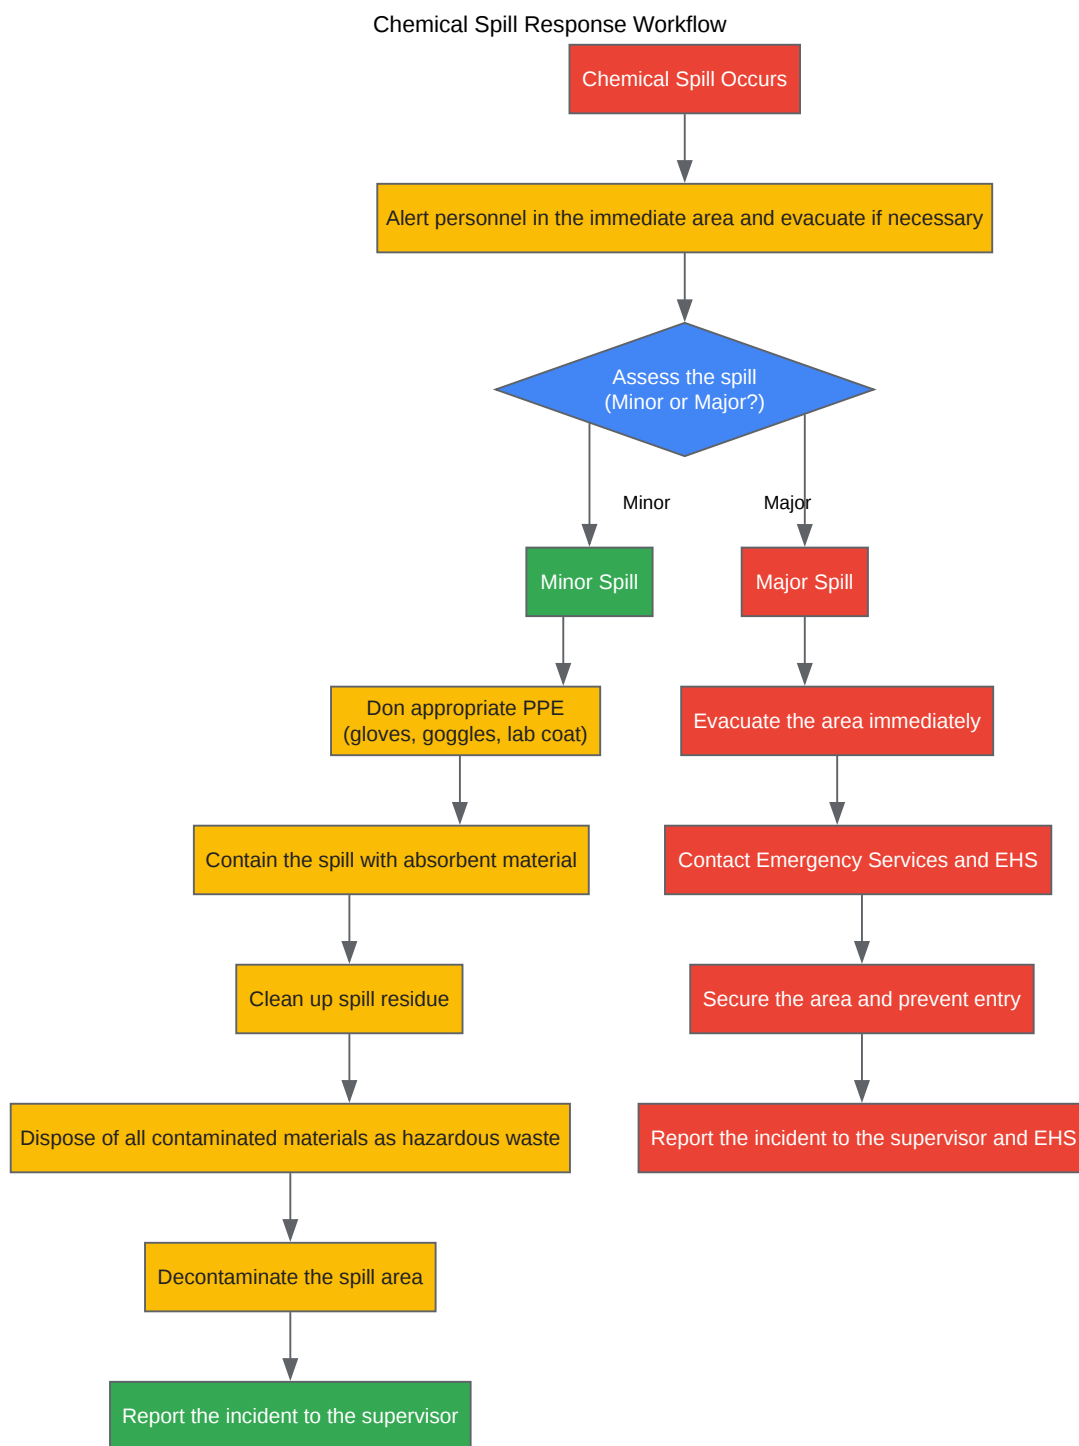 Chemical Spill Response Workflow
Chemical Spill Occurs
Alert personnel in the immediate area and evacuate if necessary
Assess the spill
(Minor or Major?)
Minor
Major
Minor Spill
Major Spill
Don appropriate PPE
(gloves, goggles, lab coat)
Evacuate the area immediately
Contain the spill with absorbent material
Contact Emergency Services and EHS
Clean up spill residue
Secure the area and prevent entry
Dispose of all contaminated materials as hazardous waste
Report the incident to the supervisor and EHS
Decontaminate the spill area
Report the incident to the supervisor